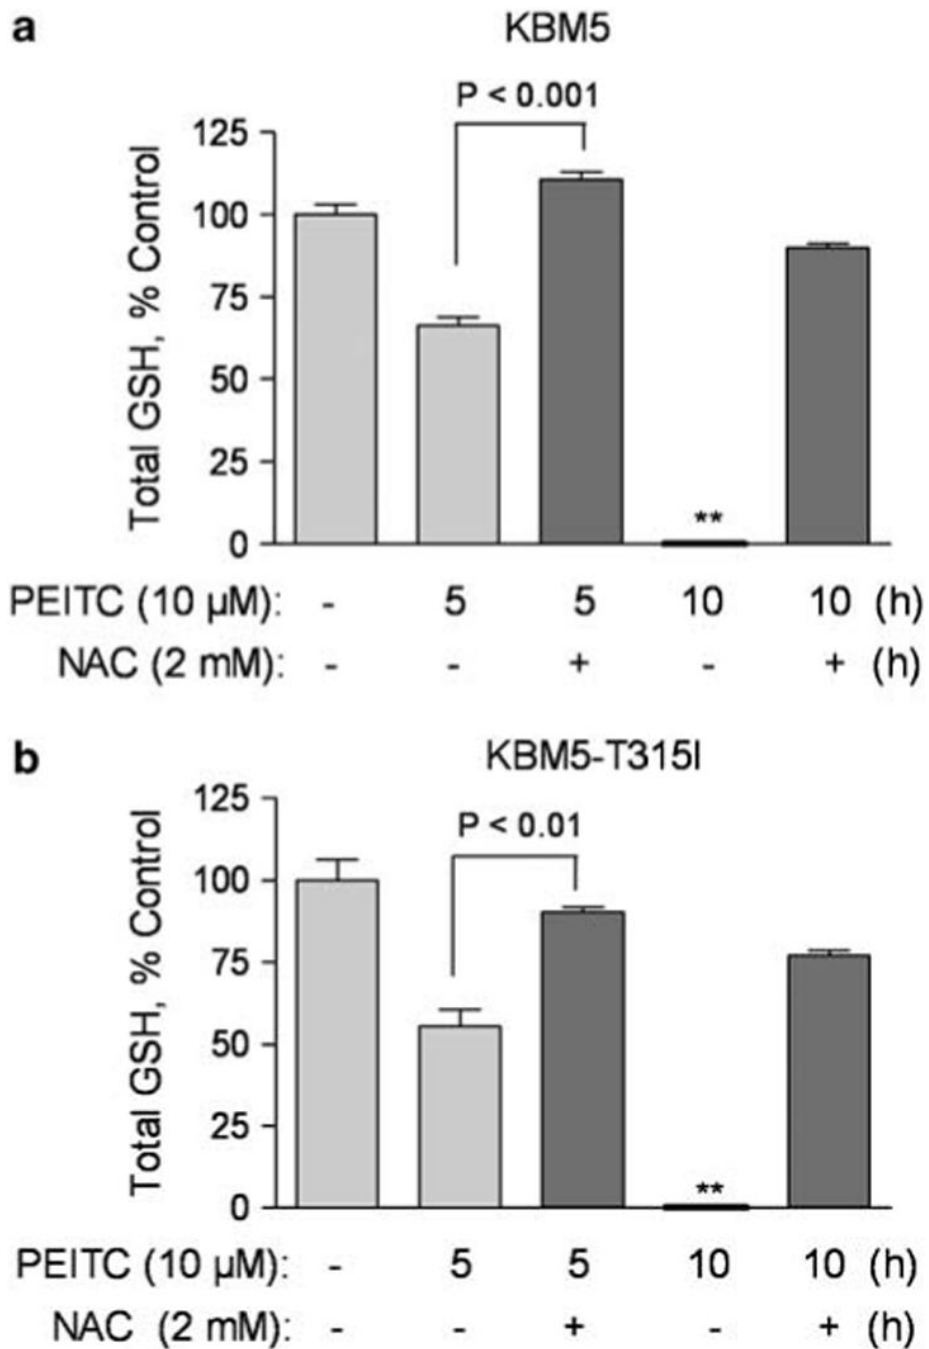 a
KBM5
P < 0.001
Total GSH, % Control
125
100
75
50
25
0
**
PEITC (10 µM): - 5 5 10 10 (h)
NAC (2 mM): - - + - + (h)
b
KBM5-T315I
P < 0.01
Total GSH, % Control
125
100
75
50
25
0
**
PEITC (10 µM): - 5 5 10 10 (h)
NAC (2 mM): - - + - + (h)